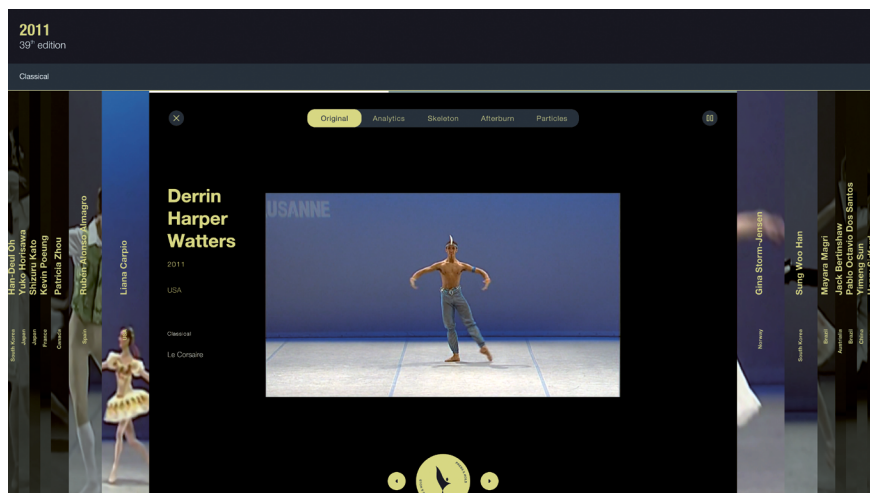 2011
39th edition
Classical
Original
Analytics
Skeleton
Afterburn
Particles
Han-Deul Oh
South Korea
Yuko Horisawa
Japan
Shizuru Kato
Japan
Kevin Poeung
France
Patricia Zhou
Canada
Ruben Alonso Almagro
Spain
Liana Carpio
Derrin
Harper
Watters
2011
USA
Classical
Le Corsaire
USANNE
Gina Storm-Jensen
Norway
Sung Woo Han
South Korea
Mayara Magri
Brazil
Jack Bertinshaw
Australia
Pablo Octavio Dos Santos
Brazil
Yimeng Sun
China